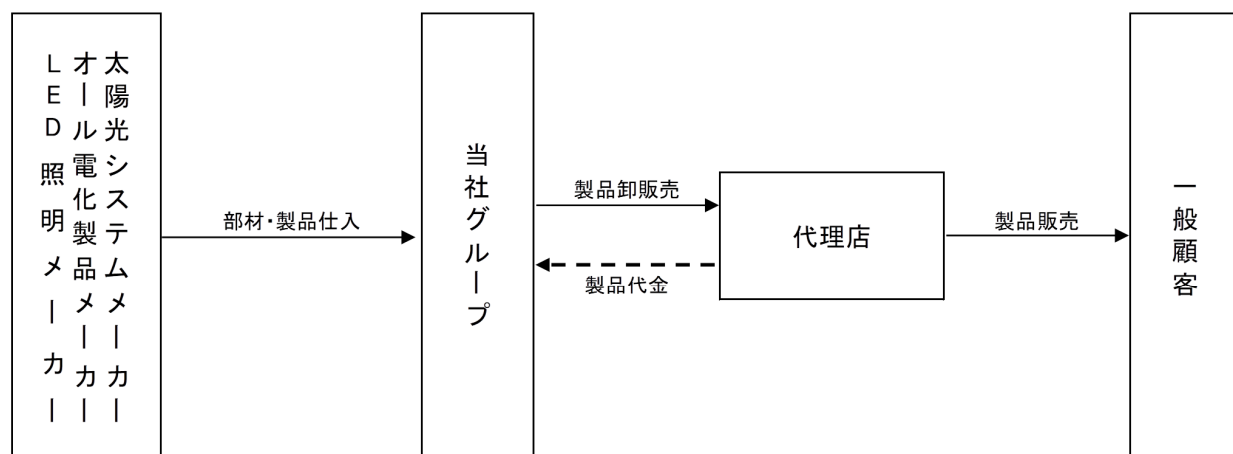 太陽光システムメーカー
オール電化製品メーカー
LED照明メーカー
部材・製品仕入
当社グループ
製品卸販売
製品代金
代理店
製品販売
一般顧客